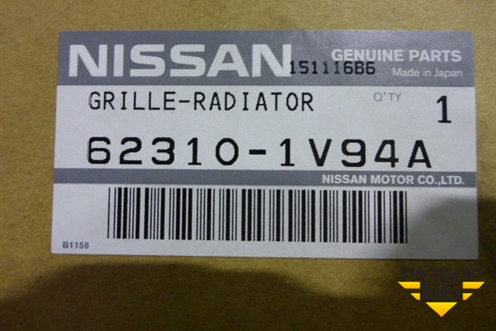 NISSAN
GENUINE PARTS
151116B6
Made in Japan
GRILLE-RADIATOR
Q'TY
1
62310-1V94A
NISSAN MOTOR CO.,LTD.
B1158